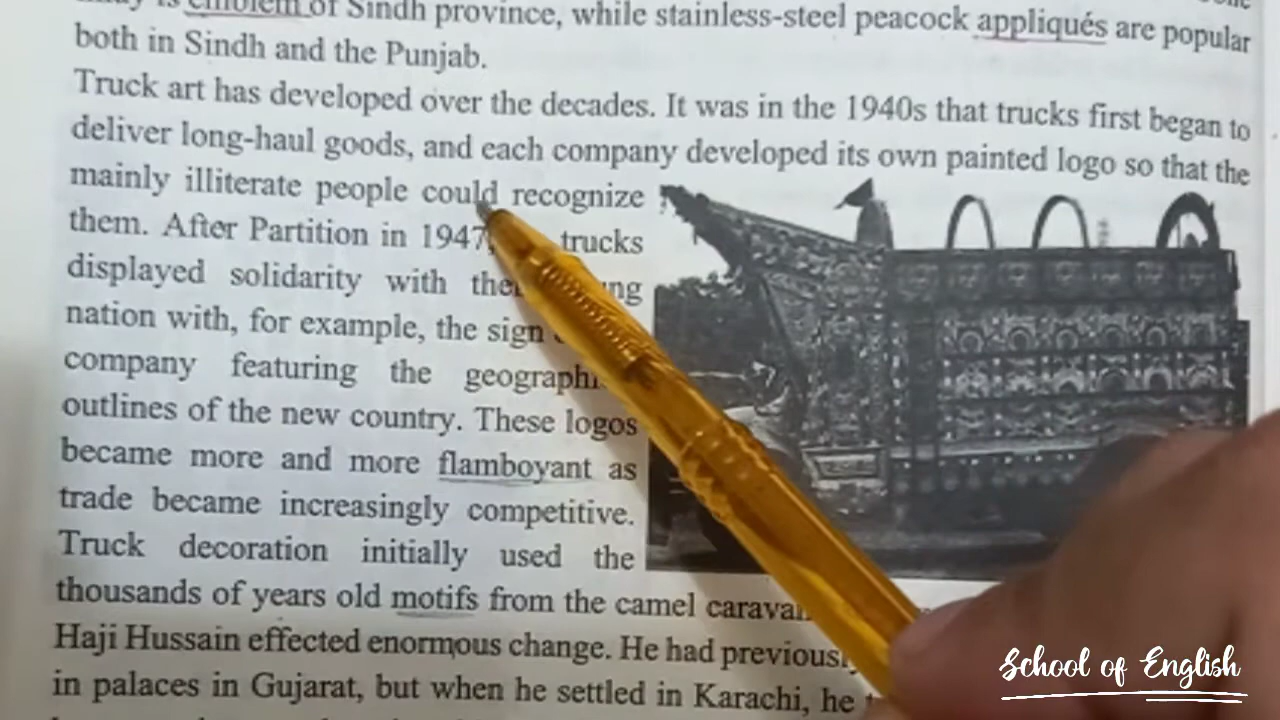 emblem of Sindh province, while stainless-steel peacock appliqués are popular
both in Sindh and the Punjab.
Truck art has developed over the decades. It was in the 1940s that trucks first began to
deliver long-haul goods, and each company developed its own painted logo so that the
mainly illiterate people could recognize
them. After Partition in 1947, trucks
displayed solidarity with
nation with, for example, the sign
company featuring the
outlines of the new country. These logos
became more and more flamboyant as
trade became increasingly competitive.
Truck decoration initially used the
thousands of years old motifs from the camel
Haji Hussain effected enormous change. He had
in palaces in Gujarat, but when he settled in Karachi, he
School of English